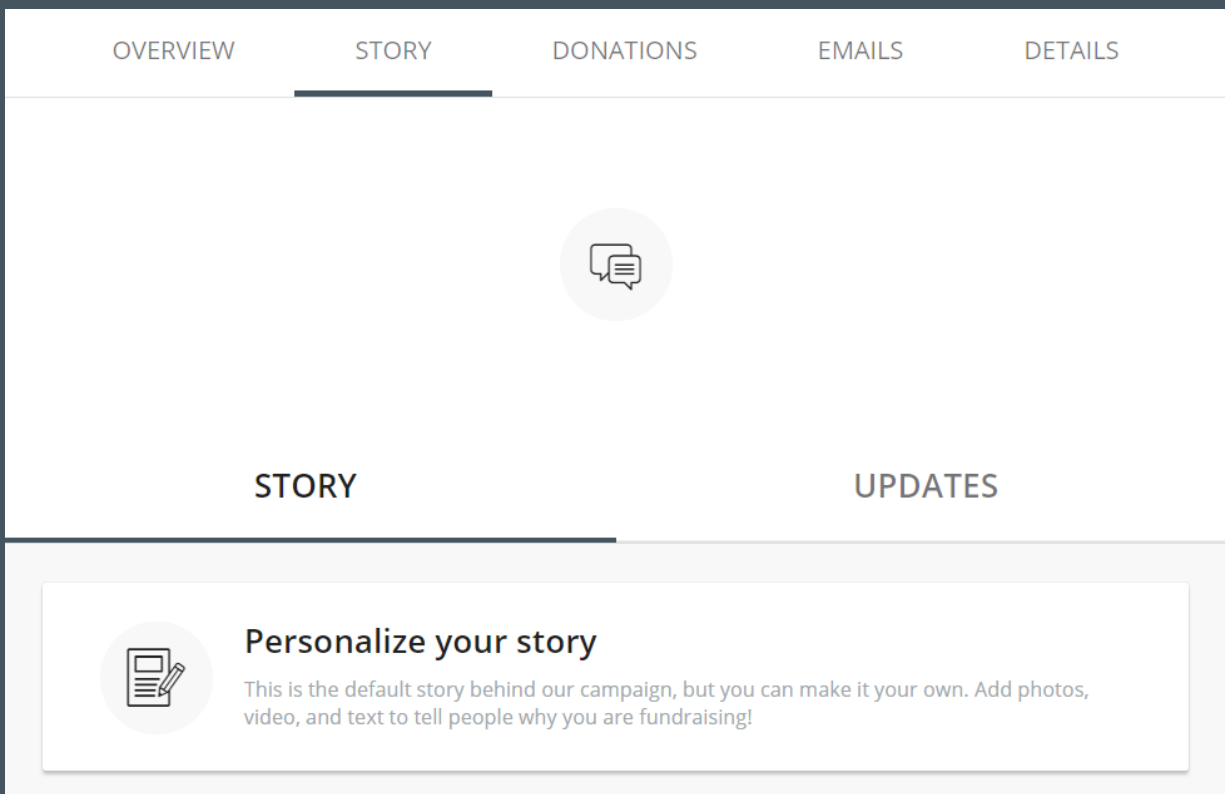 OVERVIEW STORY DONATIONS EMAILS DETAILS
STORY UPDATES
Personalize your story
This is the default story behind our campaign, but you can make it your own. Add photos,
video, and text to tell people why you are fundraising!